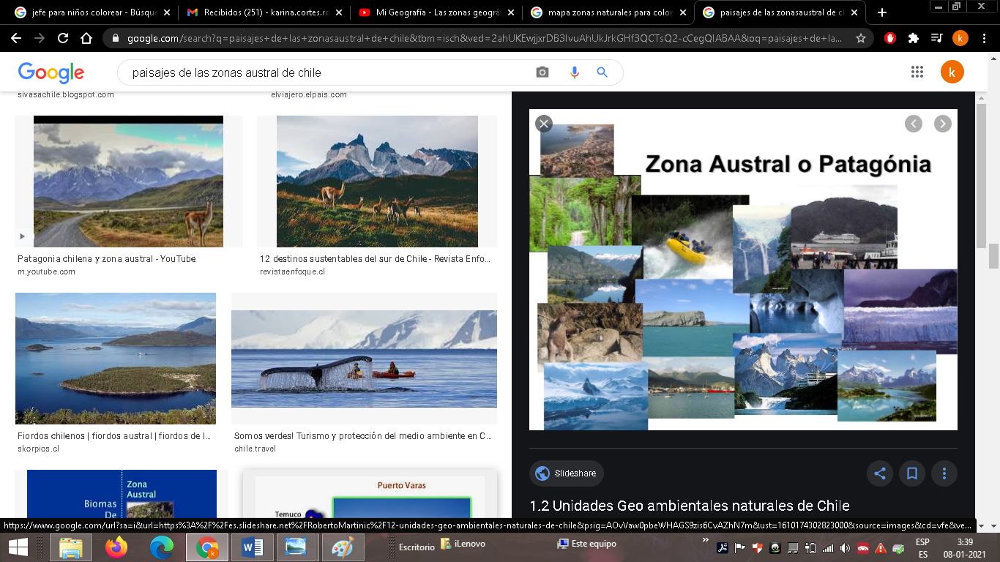 jefe para niños colorear - Búsque
Recibidos (251) - karina.cortes.ro
Mi Geografía - Las zonas geográf
mapa zonas naturales para color
paisajes de las zonasaustral de ch
google.com/search?q=paisajes+de+las+zonasaustral+de+chile&tbm=isch&ved=2ahUKEwjjxrDB3IvuAhUkJrkGHf3QCTsQ2-cCegQIABAA&oq=paisajes+de+la...
k
Google
paisajes de las zonas austral de chile
k
sivasachile.blogspot.com
elviajero.elpais.com
Patagonia chilena y zona austral - YouTube
m.youtube.com
12 destinos sustentables del sur de Chile - Revista Enfo...
revistaenfoque.cl
Fiordos chilenos | fiordos austral | fiordos de l...
skorpios.cl
Somos verdes! Turismo y protección del medio ambiente en C...
chile.travel
Zona
Austral
Biomas
De
Puerto Varas
Temuco
Zona Austral o Patagónia
Slideshare
1.2 Unidades Geo ambientales naturales de Chile
https://www.google.com/url?sa=i&url=https%3A%2F%2Fes.slideshare.net%2FRobertoMartinic%2F12-unidades-geo-ambientales-naturales-de-chile&psig=AOvVaw0pbeWHAGS9zis6CvAZhN7m&ust=1610174302823000&source=images&cd=vfe&ve...
Escritorio
iLenovo
Este equipo
»
ESP
ES
3:39
08-01-2021